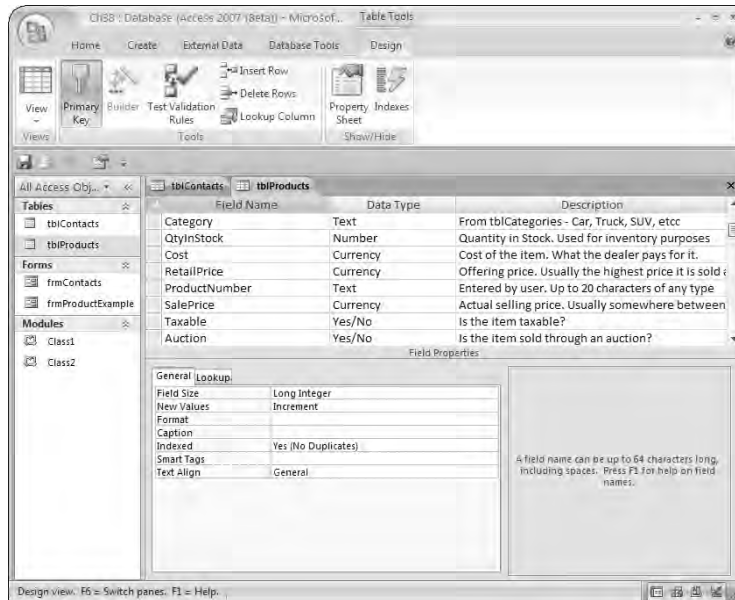 CHS8 : Database (Access 2007 (Beta)) - Microsof... Table Tools
Home Create External Data Database Tools Design
View
Views
Primary Key
Builder
Test Validation Rules
Insert Row
Delete Rows
Lookup Column
Tools
Property Sheet
Indexes
Show/Hide
All Access Obj...
Tables
tblContacts
tblProducts
Forms
frmContacts
frmProductExample
Modules
Class1
Class2
tblContacts tblProducts
Field Name Data Type Description
Category Text From tblCategories - Car, Truck, SUV, etcc
QtyInStock Number Quantity in Stock. Used for inventory purposes
Cost Currency Cost of the item. What the dealer pays for it.
RetailPrice Currency Offering price. Usually the highest price it is sold
ProductNumber Text Entered by user. Up to 20 characters of any type
SalePrice Currency Actual selling price. Usually somewhere between
Taxable Yes/No Is the item taxable?
Auction Yes/No Is the item sold through an auction?
Field Properties
General Lookup
Field Size Long Integer
New Values Increment
Format
Caption
Indexed Yes (No Duplicates)
Smart Tags
Text Align General
A field name can be up to 64 characters long,
including spaces. Press F1 for help on field
names.
Design view. F6 = Switch panes. F1 = Help.